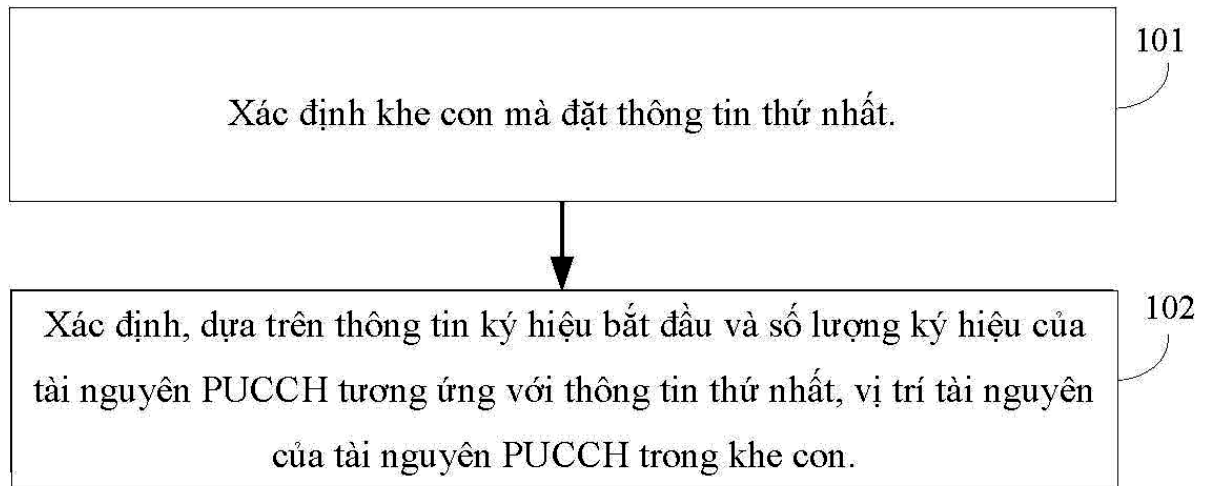 101
Xác định khe con mà đặt thông tin thứ nhất.
102
Xác định, dựa trên thông tin ký hiệu bắt đầu và số lượng ký hiệu của
tài nguyên PUCCH tương ứng với thông tin thứ nhất, vị trí tài nguyên
của tài nguyên PUCCH trong khe con.